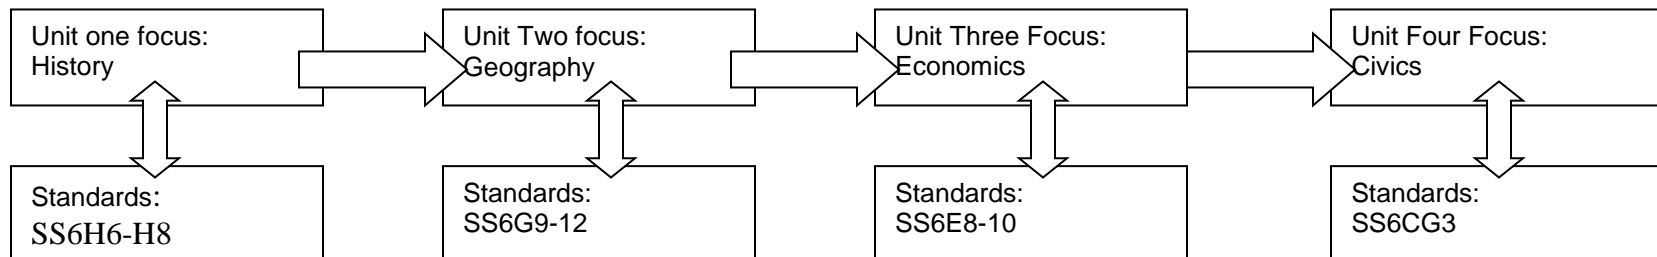 Unit one focus:
History
Unit Two focus:
Geography
Unit Three Focus:
Economics
Unit Four Focus:
Civics
Standards:
SS6H6-H8
Standards:
SS6G9-12
Standards:
SS6E8-10
Standards:
SS6CG3